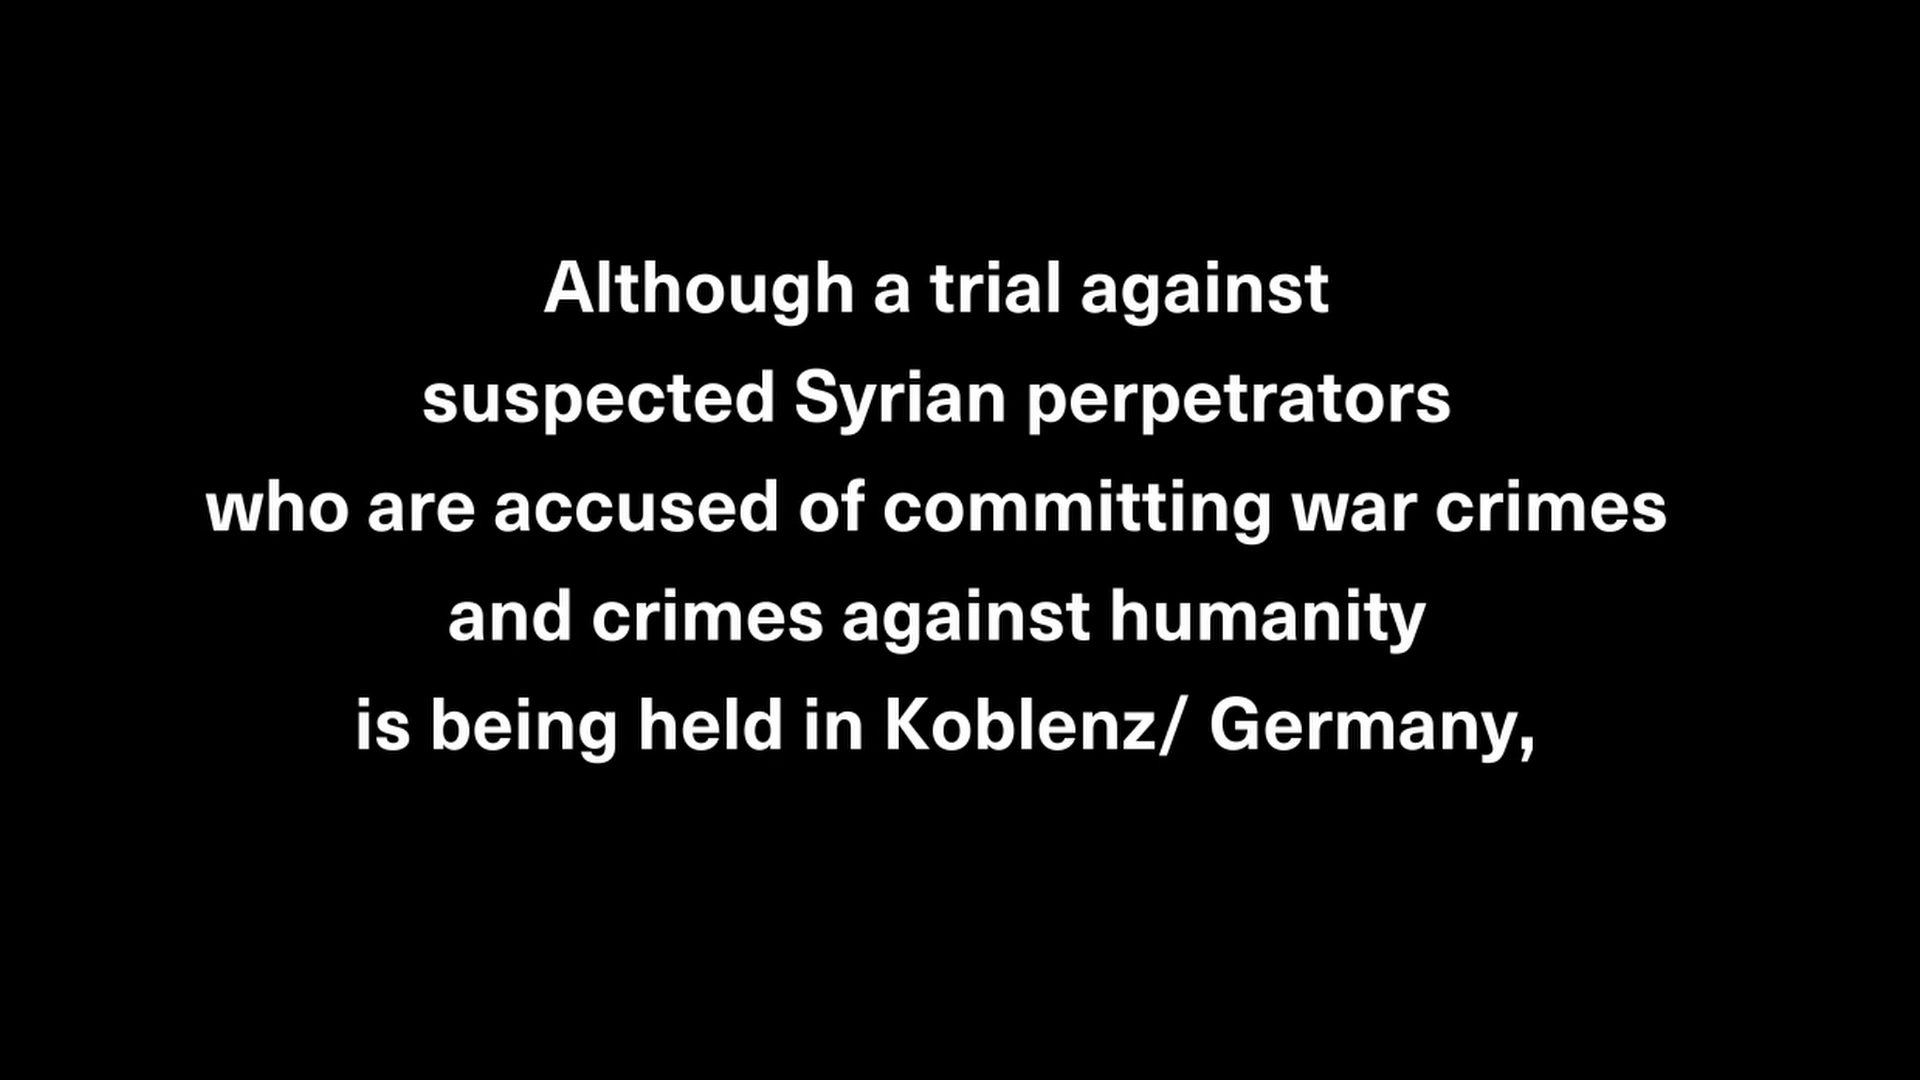 Although a trial against
suspected Syrian perpetrators
who are accused of committing war crimes
and crimes against humanity
is being held in Koblenz/ Germany,